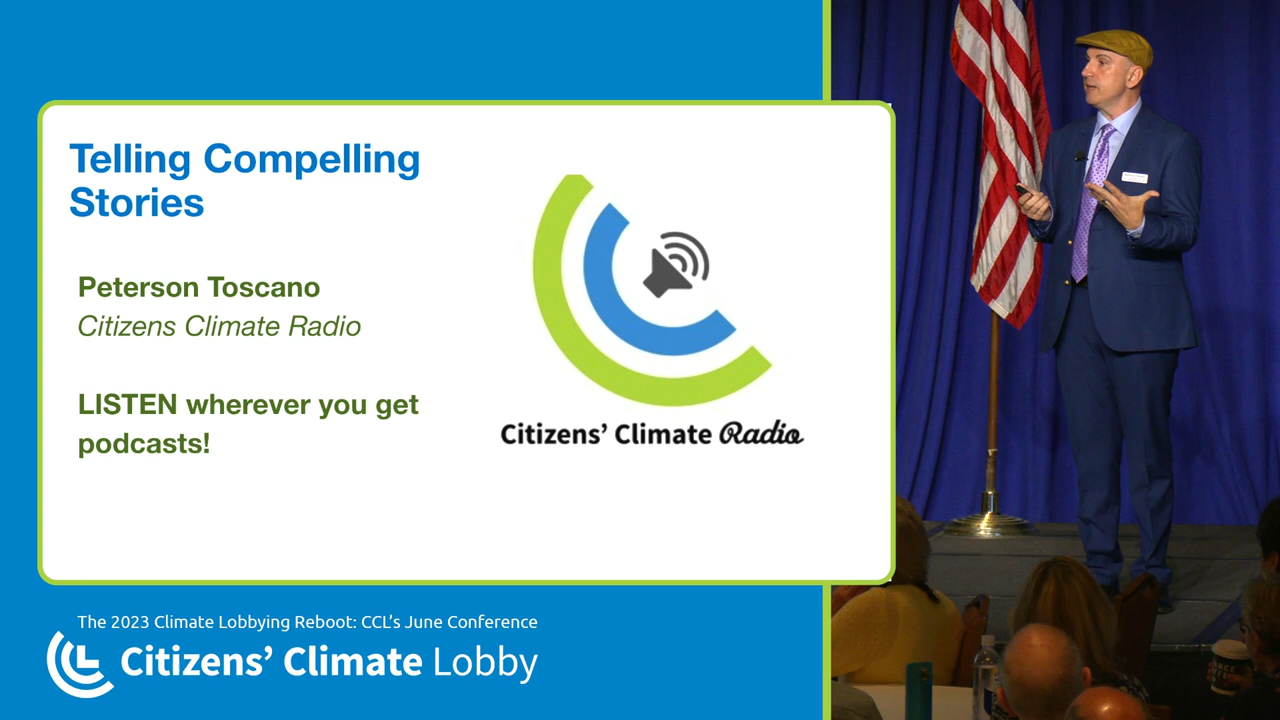 Telling Compelling
Stories
Peterson Toscano
Citizens Climate Radio
LISTEN wherever you get
podcasts!
Citizens’ Climate Radio
The 2023 Climate Lobbying Reboot: CCL’s June Conference
Citizens’ Climate Lobby